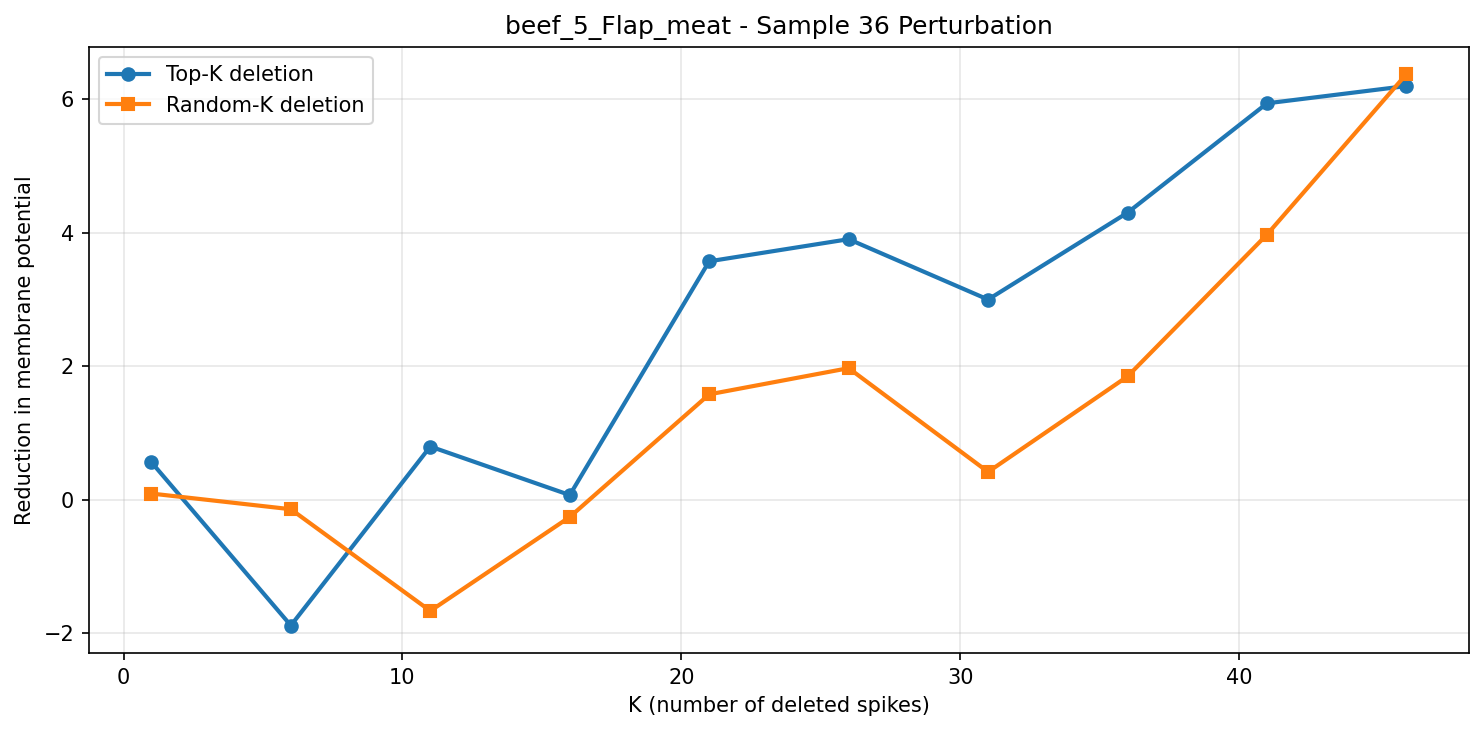 beef_5_Flap_meat - Sample 36 Perturbation
Top-K deletion
Random-K deletion
Reduction in membrane potential
6
4
2
0
−2
0 10 20 30 40
K (number of deleted spikes)